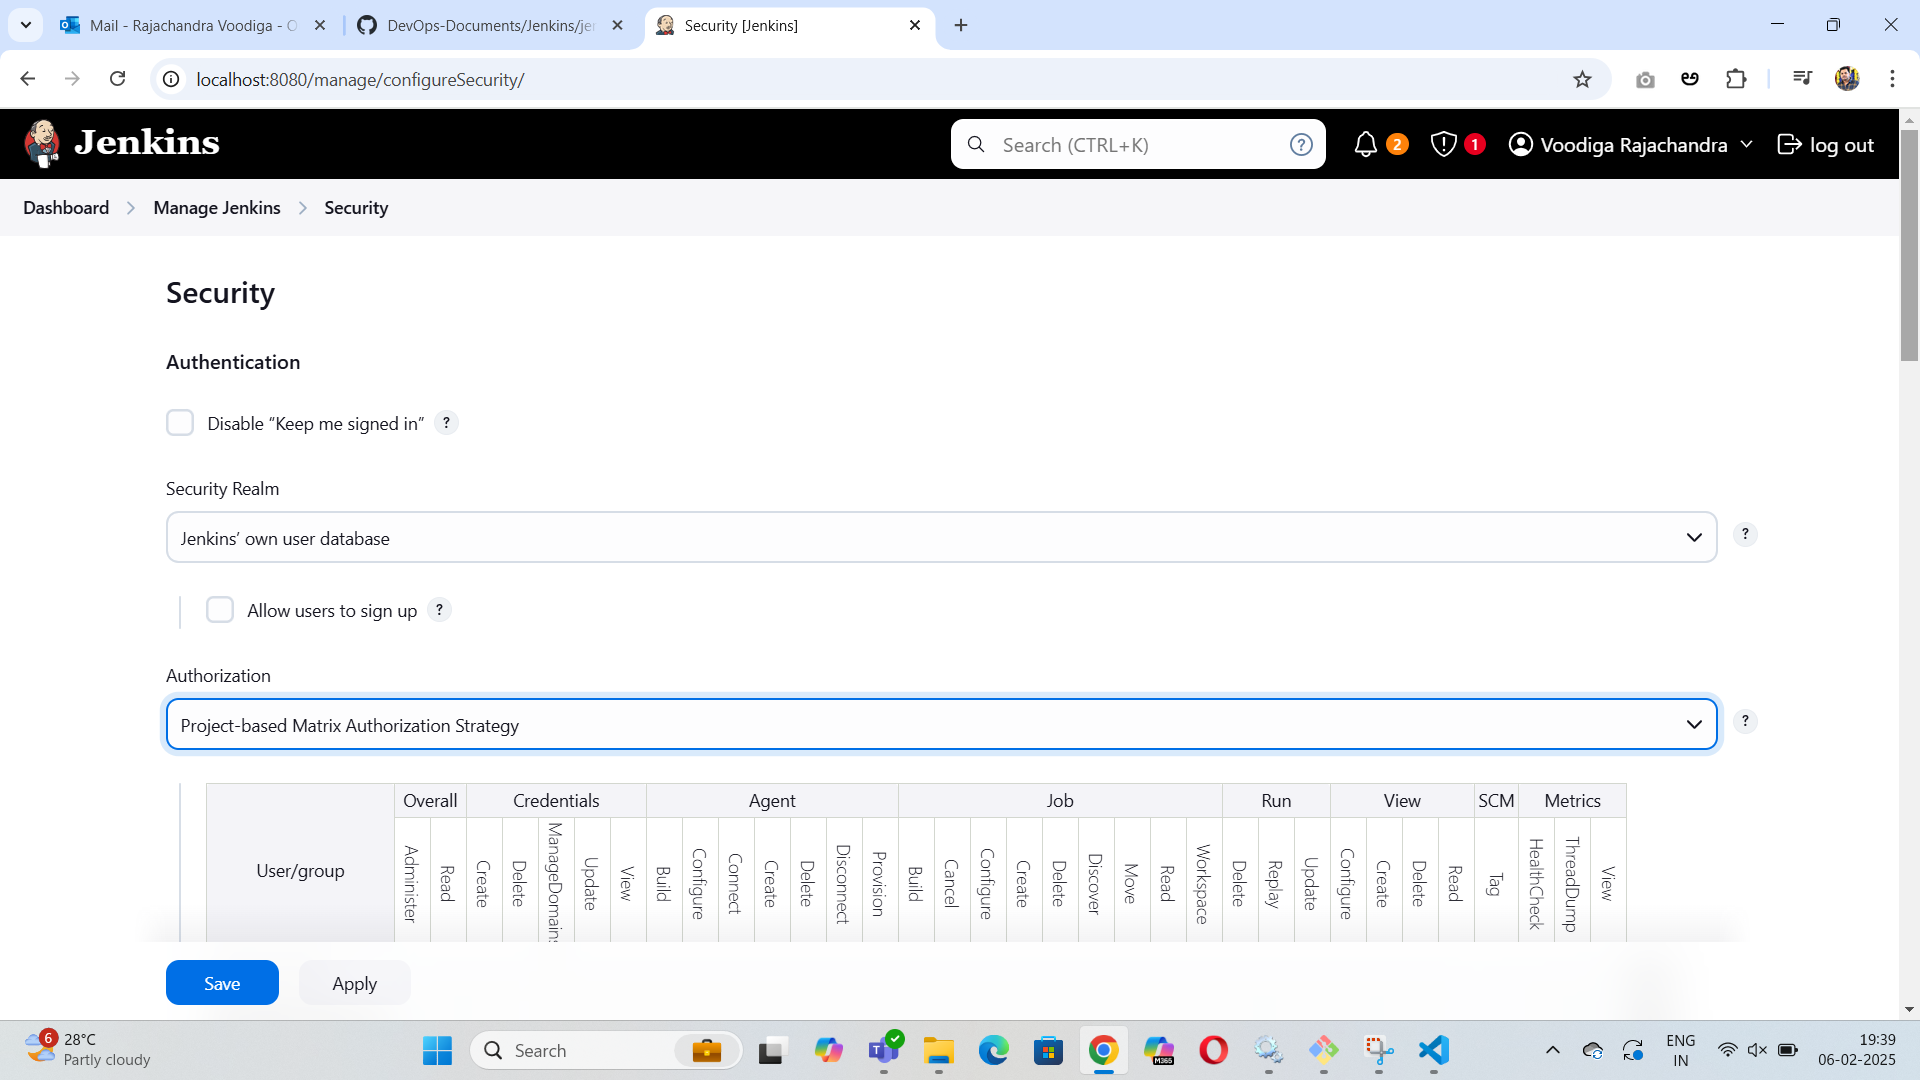 Mail - Rajachandra Voodiga - O
DevOps-Documents/Jenkins/je
Security [Jenkins]
localhost:8080/manage/configureSecurity/
Jenkins
Search (CTRL+K)
?
2
1
Voodiga Rajachandra
log out
Dashboard > Manage Jenkins > Security
Security
Authentication
Disable “Keep me signed in” ?
Security Realm
Jenkins’ own user database
?
Allow users to sign up ?
Authorization
Project-based Matrix Authorization Strategy
?
User/group
Overall Credentials Agent Job Run View SCM Metrics
Administer Read Create Delete ManageDomains Update View Build Configure Connect Create Delete Disconnect Provision Build Cancel Configure Create Delete Discover Move Read Workspace Delete Replay Update Configure Create Delete Read Tag HealthCheck ThreadDump View
Save Apply
6
28°C
Partly cloudy
Search
M365
ENG
IN
19:39
06-02-2025